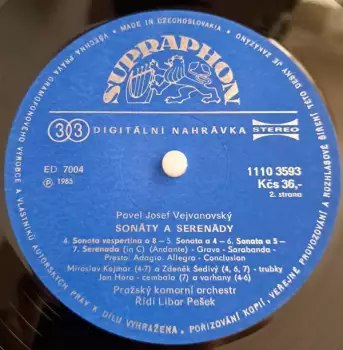 VŠECHNA PRÁVA GRAMOFONOVÉHO VÝROBCE A VLASTNÍKŮ AUTORSKÝCH PRÁV K DÍLU VYHRAZENA. POŘIZOVÁNÍ KOPIÍ - VEŘEJNÉ PROVOZOVÁNÍ A ROZHLASOVÉ ŠÍŘENÍ TÉTO DESKY JE ZAKÁZÁNO • MADE IN CZECHOSLOVAKIA •
SUPRAPHON
33 DIGITÁLNI NAHRÁVKA STEREO
ED 7004
℗ 1985
1110 3593
Kčs 36,-
2. strana
Pavel Josef Vejvanovský
SONÁTY A SERENÁDY
4. Sonata vespertina a 8 – 5. Sonata a 4 – 6. Sonata a 5 –
7. Serenada (in C) (Andante) - Grave - Sarabanda -
Presto: Adagio. Allegro - Conclusion
Miroslav Kejmar (4-7) a Zdeněk Šedivý (4, 6, 7) - trubky
Jan Hora - cembalo (7) a varhany (4-6)
Pražský komorní orchestr
Řídí Libor Pešek